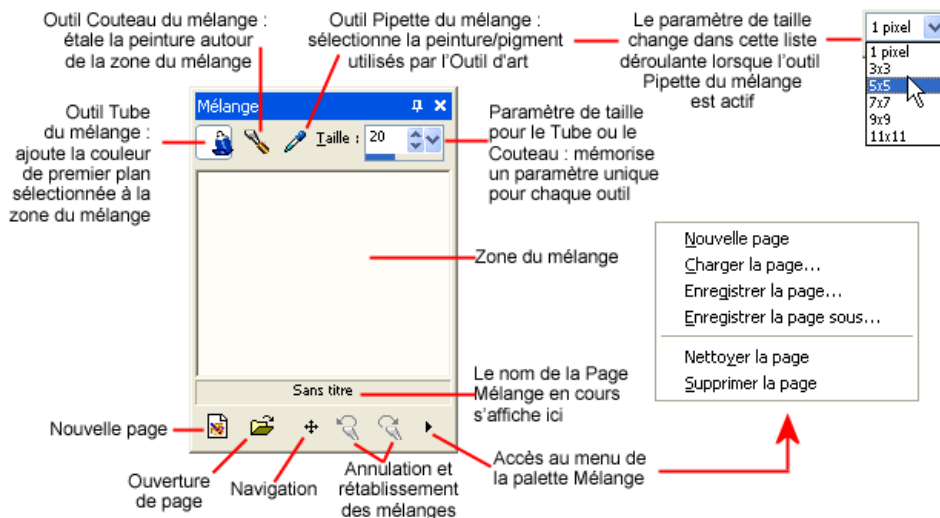 Outil Couteau du mélange :
étale la peinture autour
de la zone du mélange
Outil Pipette du mélange :
sélectionne la peinture/pigment
utilisés par l'Outil d'art
Le paramètre de taille
change dans cette liste
déroulante lorsque l'outil
Pipette du mélange
est actif
1 pixel
1 pixel
3x3
5x5
7x7
9x9
11x11
Outil Tube
du mélange :
ajoute la couleur
de premier plan
sélectionnée à la
zone du mélange
Mélange
Taille : 20
Paramètre de taille
pour le Tube ou le
Couteau : mémorise
un paramètre unique
pour chaque outil
Zone du mélange
Nouvelle page
Charger la page...
Enregistrer la page...
Enregistrer la page sous...
Nettoyer la page
Supprimer la page
Sans titre
Le nom de la Page
Mélange en cours
s'affiche ici
Nouvelle page
Ouverture
de page
Navigation
Annulation et
rétablissement
des mélanges
Accès au menu de
la palette Mélange